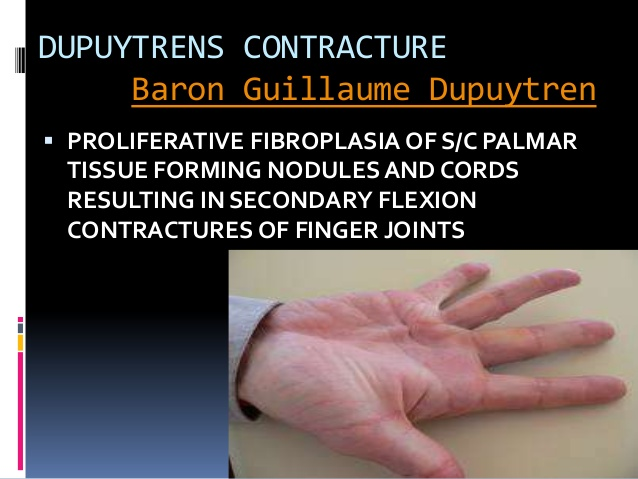 DUPUYTRENS CONTRACTURE
Baron Guillaume Dupuytren
▪ PROLIFERATIVE FIBROPLASIA OF S/C PALMAR
TISSUE FORMING NODULES AND CORDS
RESULTING IN SECONDARY FLEXION
CONTRACTURES OF FINGER JOINTS